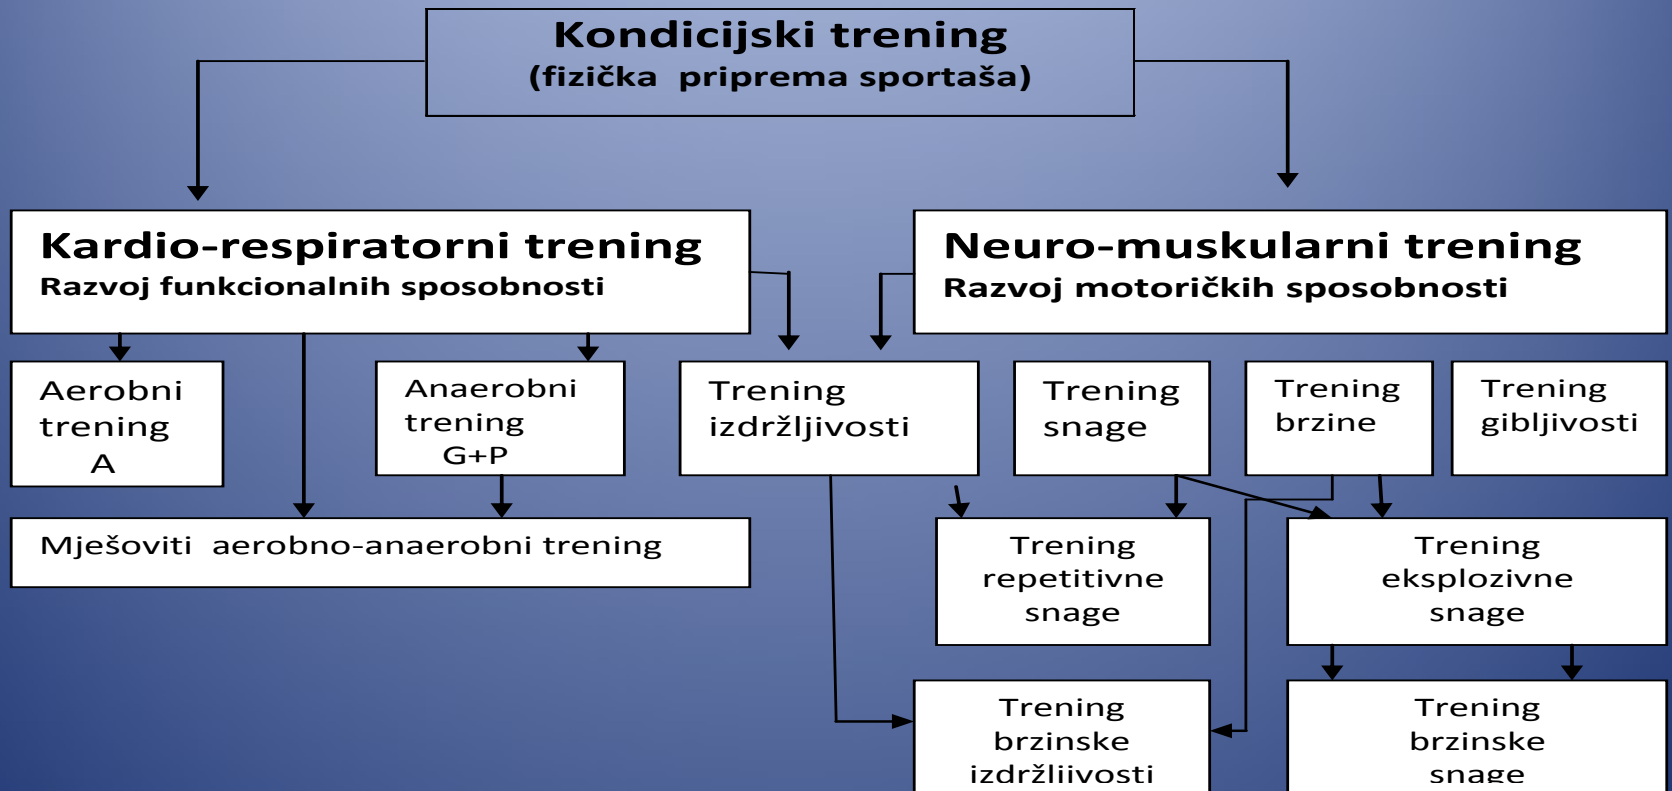 Kondicijski trening
(fizička priprema sportaša)
Kardio-respiratorni trening
Razvoj funkcionalnih sposobnosti
Neuro-muskularni trening
Razvoj motoričkih sposobnosti
Aerobni
trening
A
Anaerobni
trening
G+P
Trening
izdržljivosti
Trening
snage
Trening
brzine
Trening
gibljivosti
Mješoviti aerobno-anaerobni trening
Trening
repetitivne
snage
Trening
eksplozivne
snage
Trening
brzinske
izdržljivosti
Trening
brzinske
snage